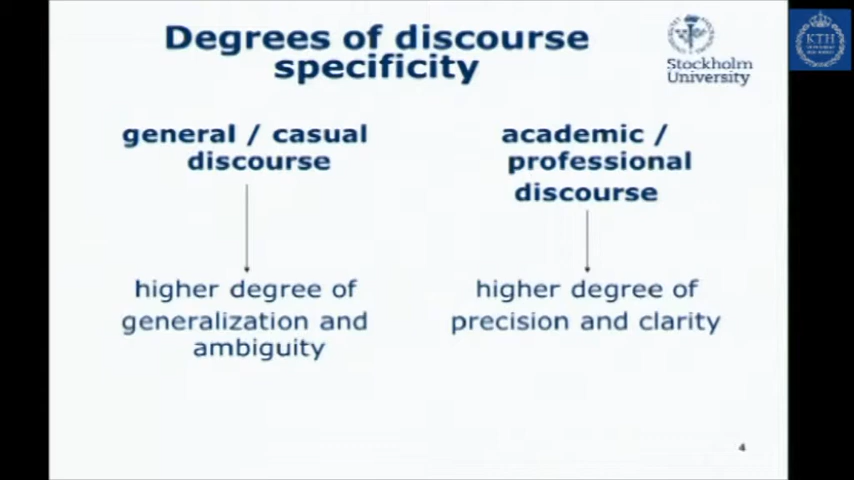 Degrees of discourse
specificity
Stockholm
University
KTH
general / casual
discourse
academic /
professional
discourse
higher degree of
generalization and
ambiguity
higher degree of
precision and clarity
4